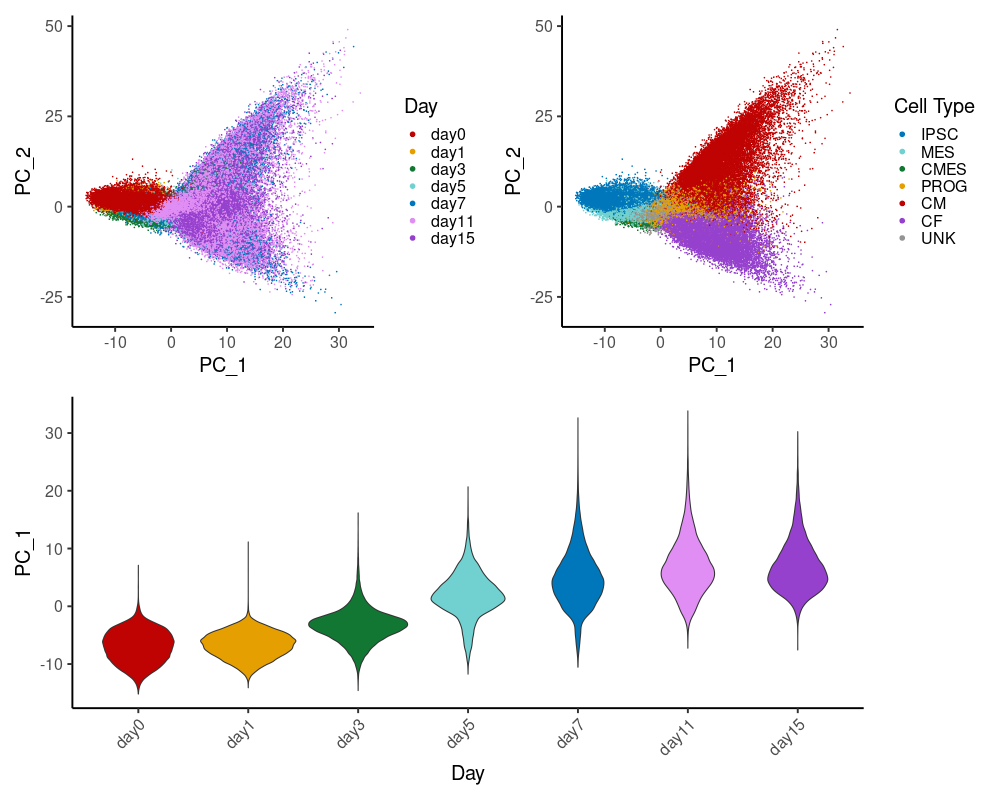 50
25
0
-25
PC_2
-10 0 10 20 30
PC_1
Day
day0
day1
day3
day5
day7
day11
day15
50
25
0
-25
PC_2
-10 0 10 20 30
PC_1
Cell Type
IPSC
MES
CMES
PROG
CM
CF
UNK
30
20
10
0
-10
PC_1
day0 day1 day3 day5 day7 day11 day15
Day